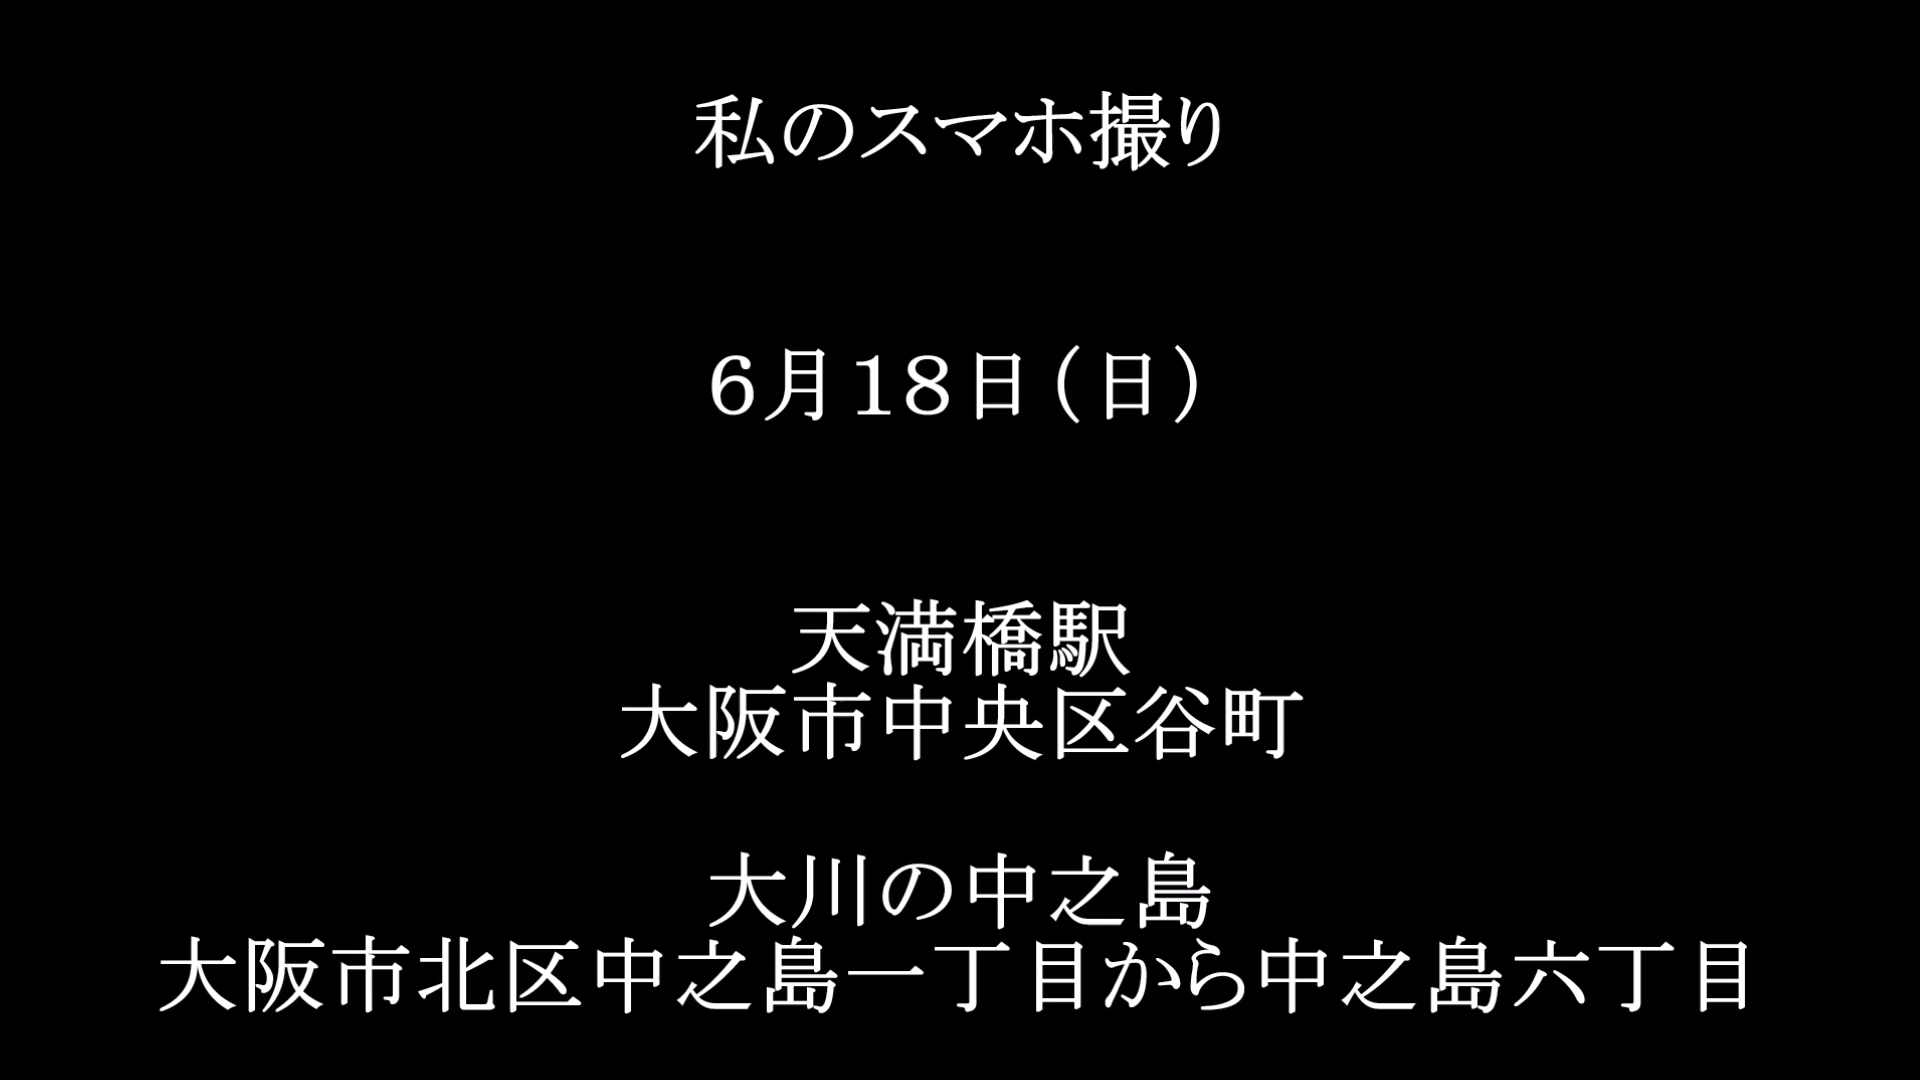 私のスマホ撮り
６月１８日（日）
天満橋駅
大阪市中央区谷町
大川の中之島
大阪市北区中之島一丁目から中之島六丁目